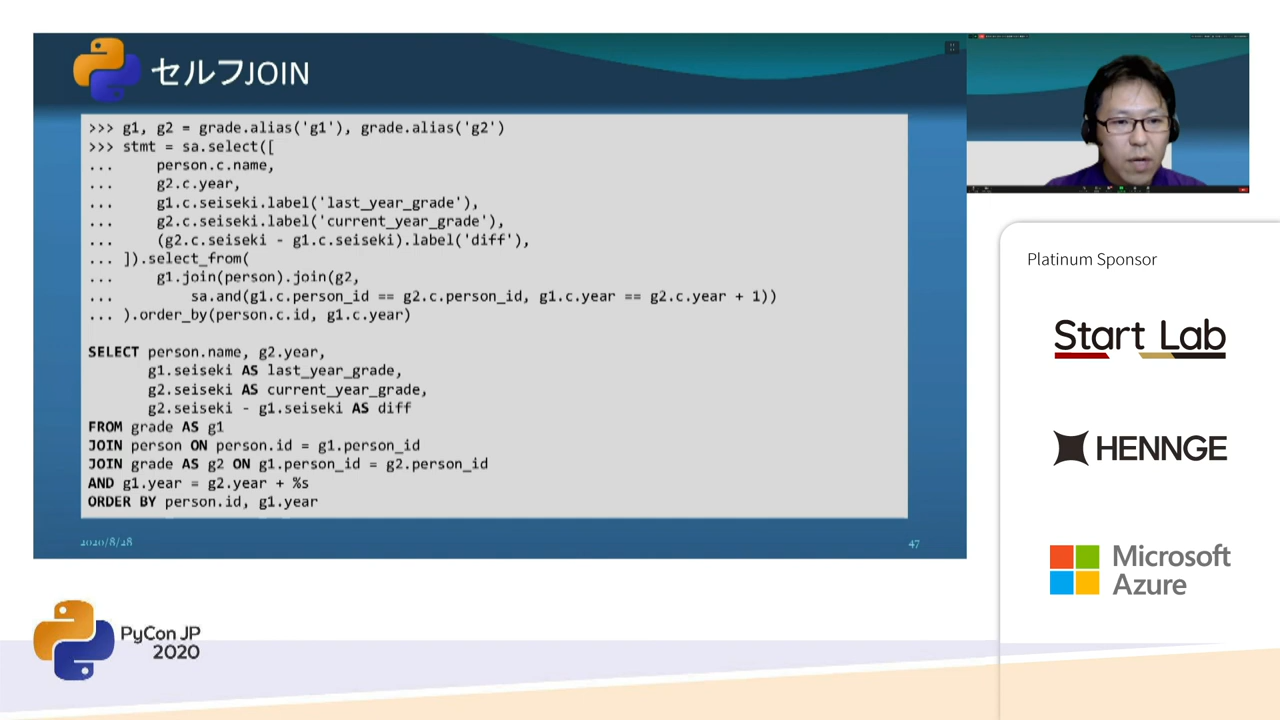 セルフJOIN
>>> g1, g2 = grade.alias('g1'), grade.alias('g2')
>>> stmt = sa.select([
...     person.c.name,
...     g2.c.year,
...     g1.c.seiseki.label('last_year_grade'),
...     g2.c.seiseki.label('current_year_grade'),
...     (g2.c.seiseki - g1.c.seiseki).label('diff'),
... ]).select_from(
...     g1.join(person).join(g2,
...         sa.and(g1.c.person_id == g2.c.person_id, g1.c.year == g2.c.year + 1))
... ).order_by(person.c.id, g1.c.year)
SELECT person.name, g2.year,
g1.seiseki AS last_year_grade,
g2.seiseki AS current_year_grade,
g2.seiseki - g1.seiseki AS diff
FROM grade AS g1
JOIN person ON person.id = g1.person_id
JOIN grade AS g2 ON g1.person_id = g2.person_id
AND g1.year = g2.year + %s
ORDER BY person.id, g1.year
2020/8/28
47
Platinum Sponsor
Start Lab
HENNGE
Microsoft
Azure
PyCon JP
2020